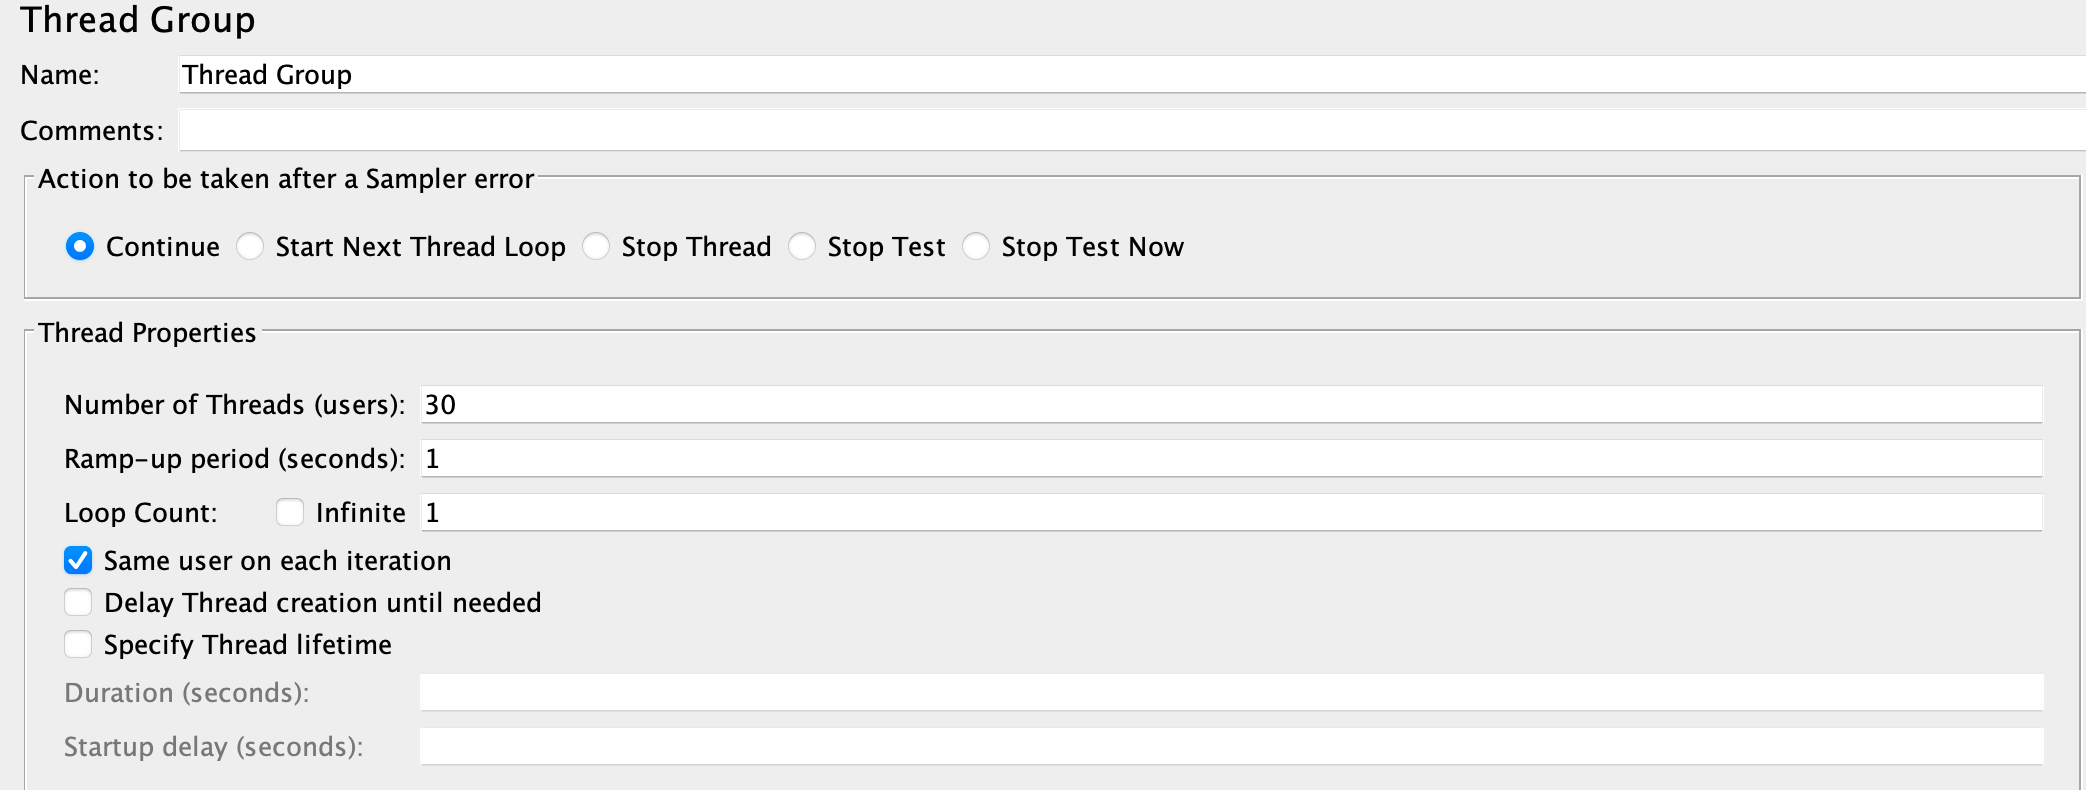 Thread Group
Name: Thread Group
Comments:
Action to be taken after a Sampler error
Continue Start Next Thread Loop Stop Thread Stop Test Stop Test Now
Thread Properties
Number of Threads (users): 30
Ramp-up period (seconds): 1
Loop Count: Infinite 1
Same user on each iteration
Delay Thread creation until needed
Specify Thread lifetime
Duration (seconds):
Startup delay (seconds):